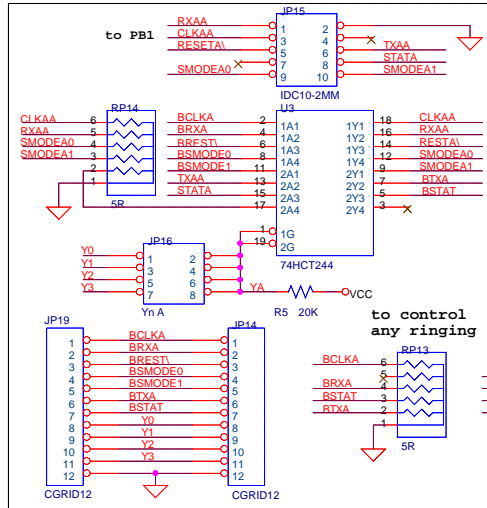 to PB1
JP15
RXAA 1 2
CLKAA 3 4
RESETA\ 5 6 TXAA
7 8 STATA
SMODEA0 9 10 SMODEA1
IDC10-2MM
RP14
CLKAA 6
RXAA 5
SMODEA0 4
SMODEA1 3
2
1
5R
U3
BCLKA 2 1A1 1Y1 18 CLKAA
BRXA 4 1A2 1Y2 16 RXAA
BREST\ 6 1A3 1Y3 14 RESTA\
BSMODE0 8 1A4 1Y4 12 SMODEA0
BSMODE1 11 2A1 2Y1 9 SMODEA1
TXAA 13 2A2 2Y2 7 BTXA
STATA 15 2A3 2Y3 5 BSTAT
17 2A4 2Y4 3
1 1G
19 2G
74HCT244
JP16
Y0 1 2
Y1 3 4
Y2 5 6
Y3 7 8
Yn A
YA
R5 20K
VCC
to control
any ringing
JP19 JP14
1 BCLKA 1
2 BRXA 2
3 BREST\ 3
4 BSMODE0 4
5 BSMODE1 5
6 BTXA 6
7 BSTAT 7
8 Y0 8
9 Y1 9
10 Y2 10
11 Y3 11
12 12
CGRID12 CGRID12
RP13
BCLKA 6
5
BRXA 4
BSTAT 3
BTXA 2
1
5R